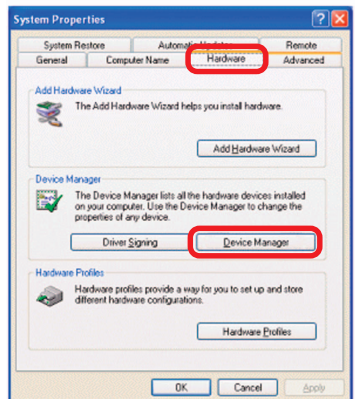 System Properties
System Restore Automatic Updates Remote
General Computer Name Hardware Advanced
Add Hardware Wizard
The Add Hardware Wizard helps you install hardware.
Add Hardware Wizard
Device Manager
The Device Manager lists all the hardware devices installed
on your computer. Use the Device Manager to change the
properties of any device.
Driver Signing Device Manager
Hardware Profiles
Hardware profiles provide a way for you to set up and store
different hardware configurations.
Hardware Profiles
OK Cancel Apply